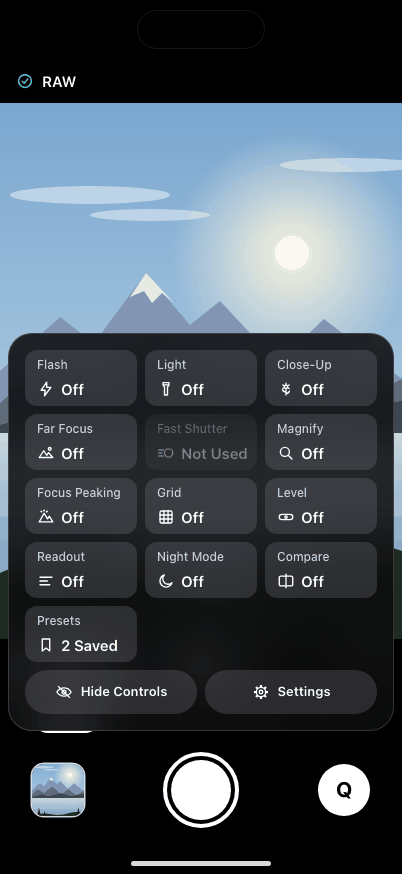 RAW
Flash
Off
Light
Off
Close-Up
Off
Far Focus
Off
Fast Shutter
Not Used
Magnify
Off
Focus Peaking
Off
Grid
Off
Level
Off
Readout
Off
Night Mode
Off
Compare
Off
Presets
2 Saved
Hide Controls
Settings
Q